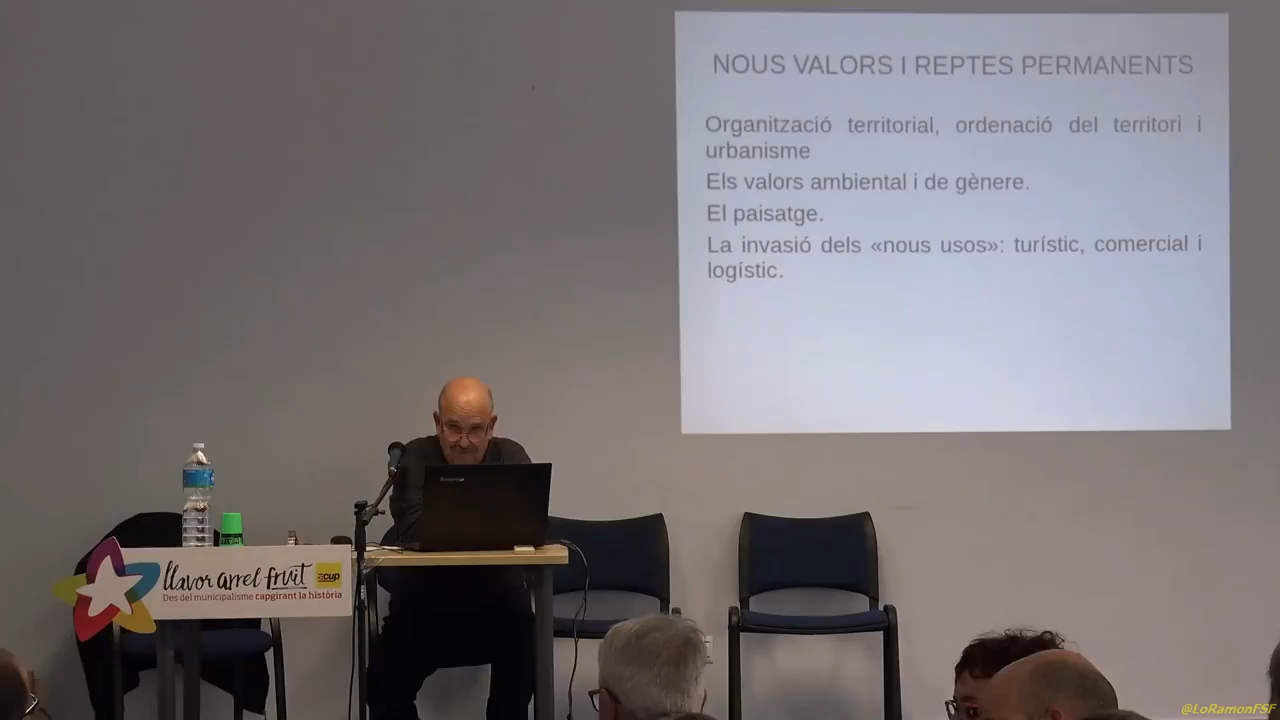 NOUS VALORS I REPTES PERMANENTS
Organització territorial, ordenació del territori i
urbanisme
Els valors ambiental i de gènere.
El paisatge.
La invasió dels «nous usos»: turístic, comercial i
logístic.
llavor arrel fruit
cup
Des del municipalisme capgirant la història
@LoRamonFSF